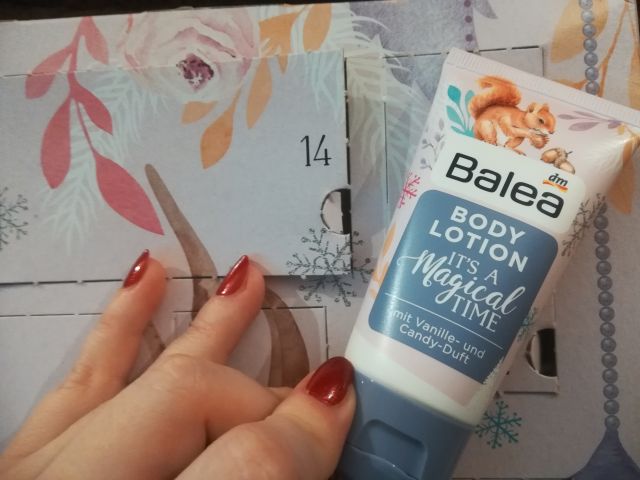 14
dm
Balea
BODY
LOTION
IT'S A
Magical
TIME
mit Vanille- und
Candy-Duft